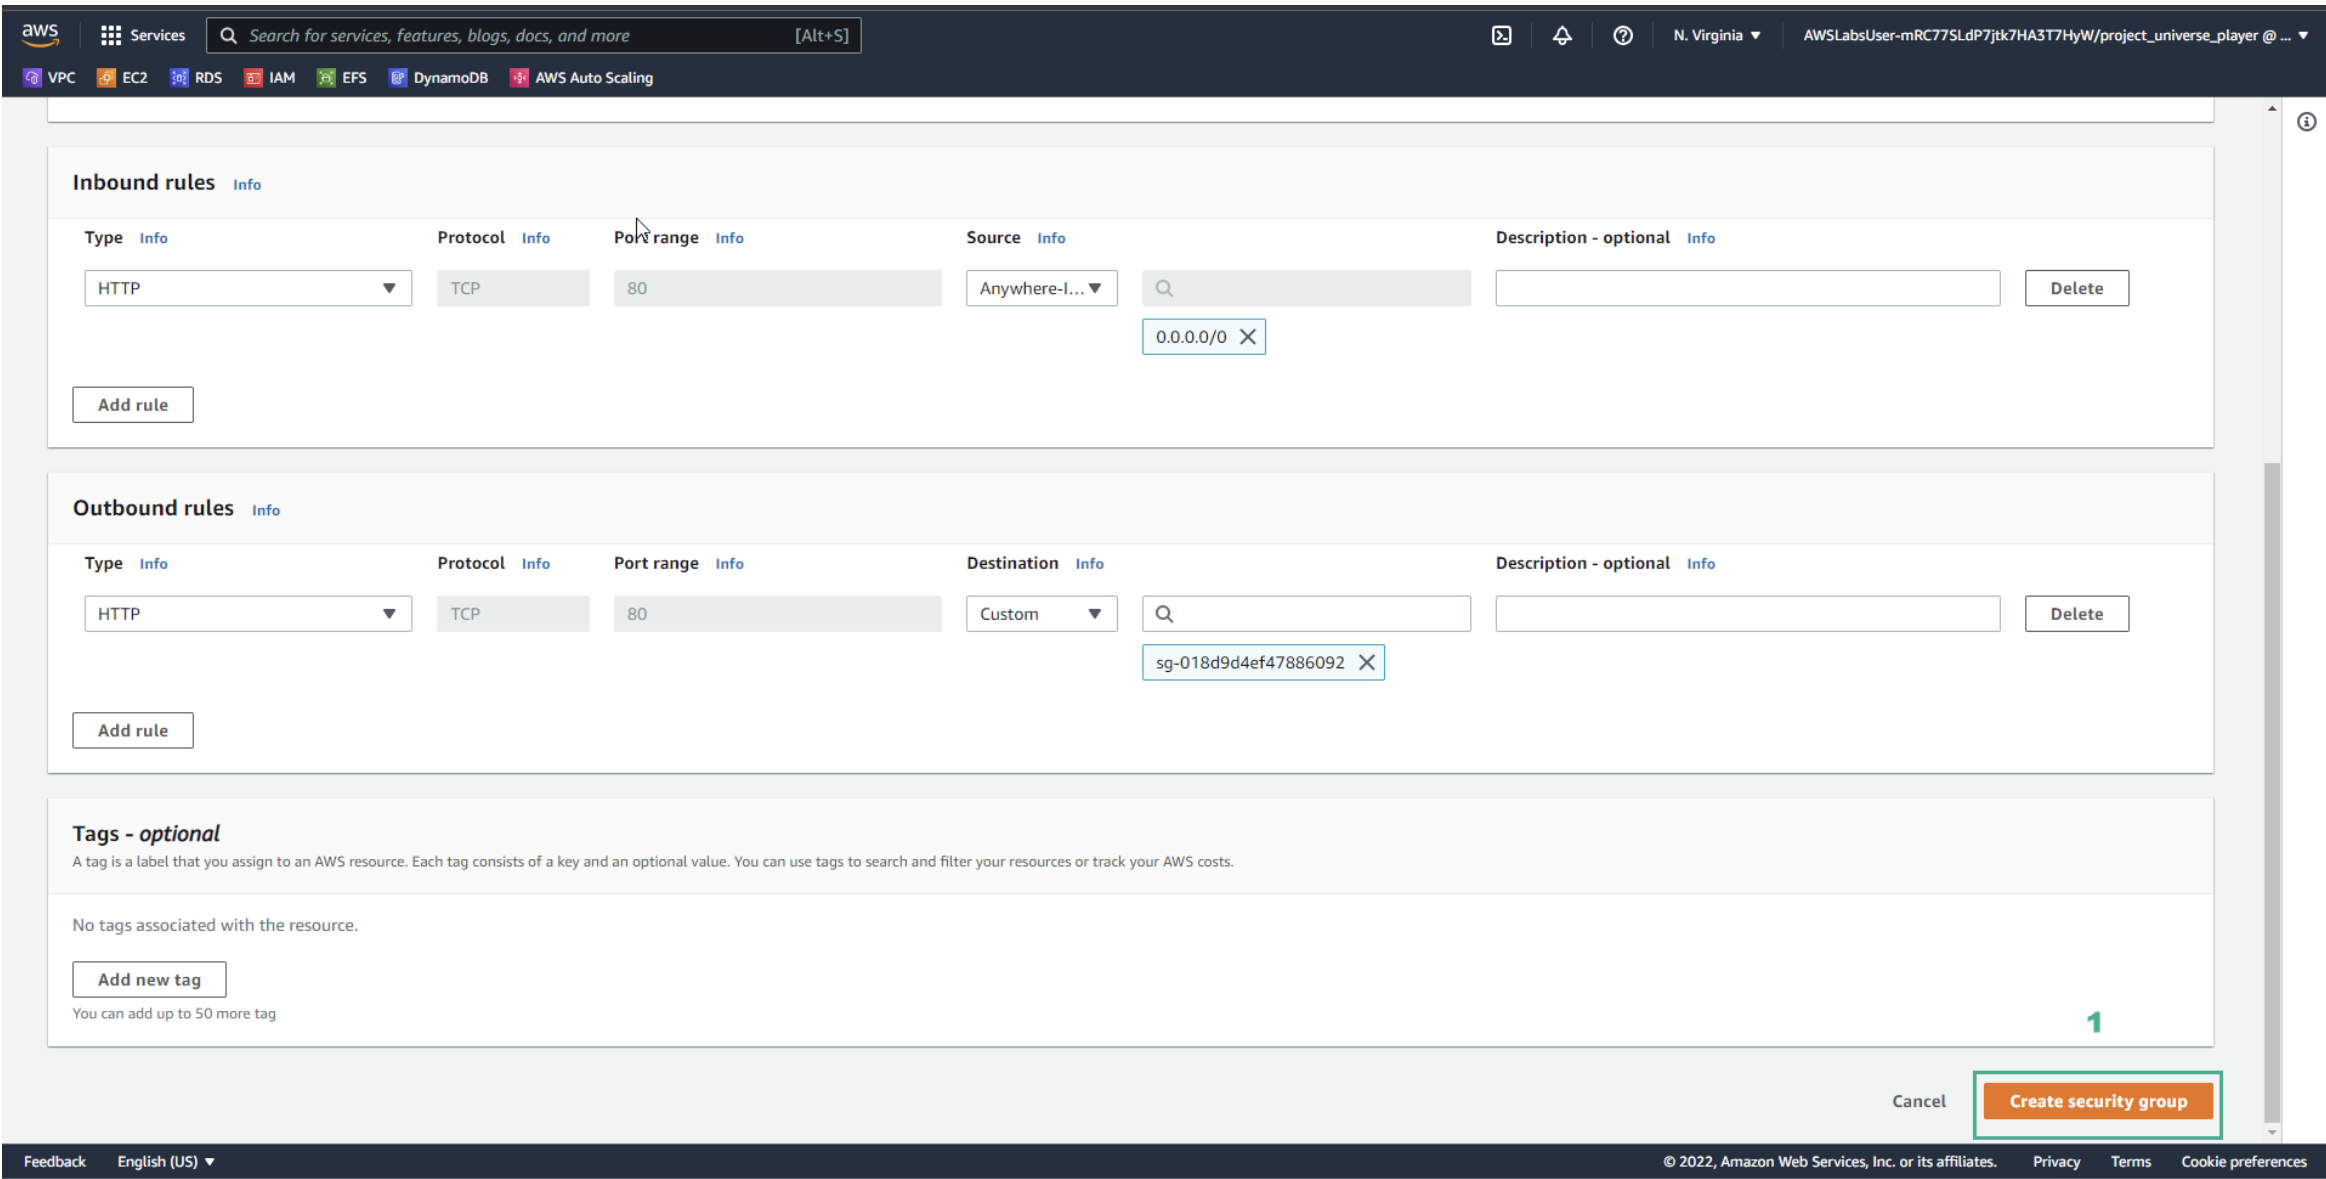 aws Services Search for services, features, blogs, docs, and more [Alt+S] N. Virginia ▼ AWSLabsUser-mRC77SLdP7jtk7HA3T7HyW/project_universe_player @ ... ▼
VPC EC2 RDS IAM EFS DynamoDB AWS Auto Scaling
Inbound rules Info
Type Info Protocol Info Port range Info Source Info Description - optional Info
HTTP ▼ TCP 80 Anywhere-I... ▼ Delete
0.0.0.0/0 ✕
Add rule
Outbound rules Info
Type Info Protocol Info Port range Info Destination Info Description - optional Info
HTTP ▼ TCP 80 Custom ▼ Delete
sg-018d9d4ef47886092 ✕
Add rule
Tags - optional
A tag is a label that you assign to an AWS resource. Each tag consists of a key and an optional value. You can use tags to search and filter your resources or track your AWS costs.
No tags associated with the resource.
Add new tag
You can add up to 50 more tag
1
Cancel Create security group
Feedback English (US) ▼ © 2022, Amazon Web Services, Inc. or its affiliates. Privacy Terms Cookie preferences